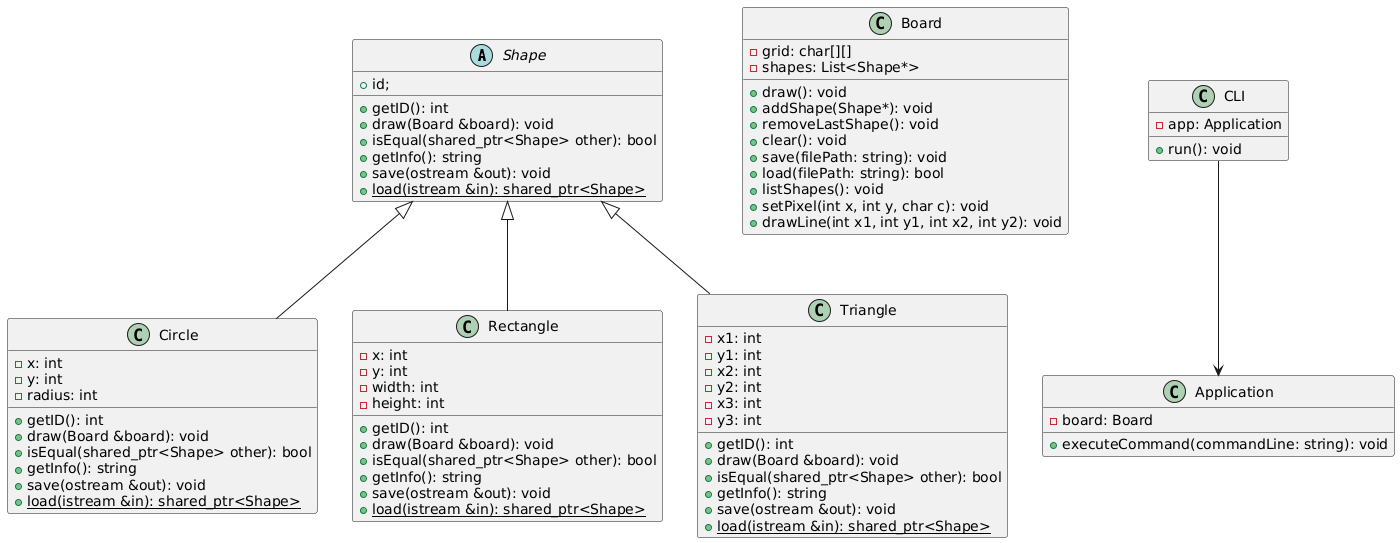 A Shape
id;
getID(): int
draw(Board &board): void
isEqual(shared_ptr<Shape> other): bool
getInfo(): string
save(ostream &out): void
load(istream &in): shared_ptr<Shape>
C Board
grid: char[][]
shapes: List<Shape*>
draw(): void
addShape(Shape*): void
removeLastShape(): void
clear(): void
save(filePath: string): void
load(filePath: string): bool
listShapes(): void
setPixel(int x, int y, char c): void
drawLine(int x1, int y1, int x2, int y2): void
C CLI
app: Application
run(): void
C Circle
x: int
y: int
radius: int
getID(): int
draw(Board &board): void
isEqual(shared_ptr<Shape> other): bool
getInfo(): string
save(ostream &out): void
load(istream &in): shared_ptr<Shape>
C Rectangle
x: int
y: int
width: int
height: int
getID(): int
draw(Board &board): void
isEqual(shared_ptr<Shape> other): bool
getInfo(): string
save(ostream &out): void
load(istream &in): shared_ptr<Shape>
C Triangle
x1: int
y1: int
x2: int
y2: int
x3: int
y3: int
getID(): int
draw(Board &board): void
isEqual(shared_ptr<Shape> other): bool
getInfo(): string
save(ostream &out): void
load(istream &in): shared_ptr<Shape>
C Application
board: Board
executeCommand(commandLine: string): void